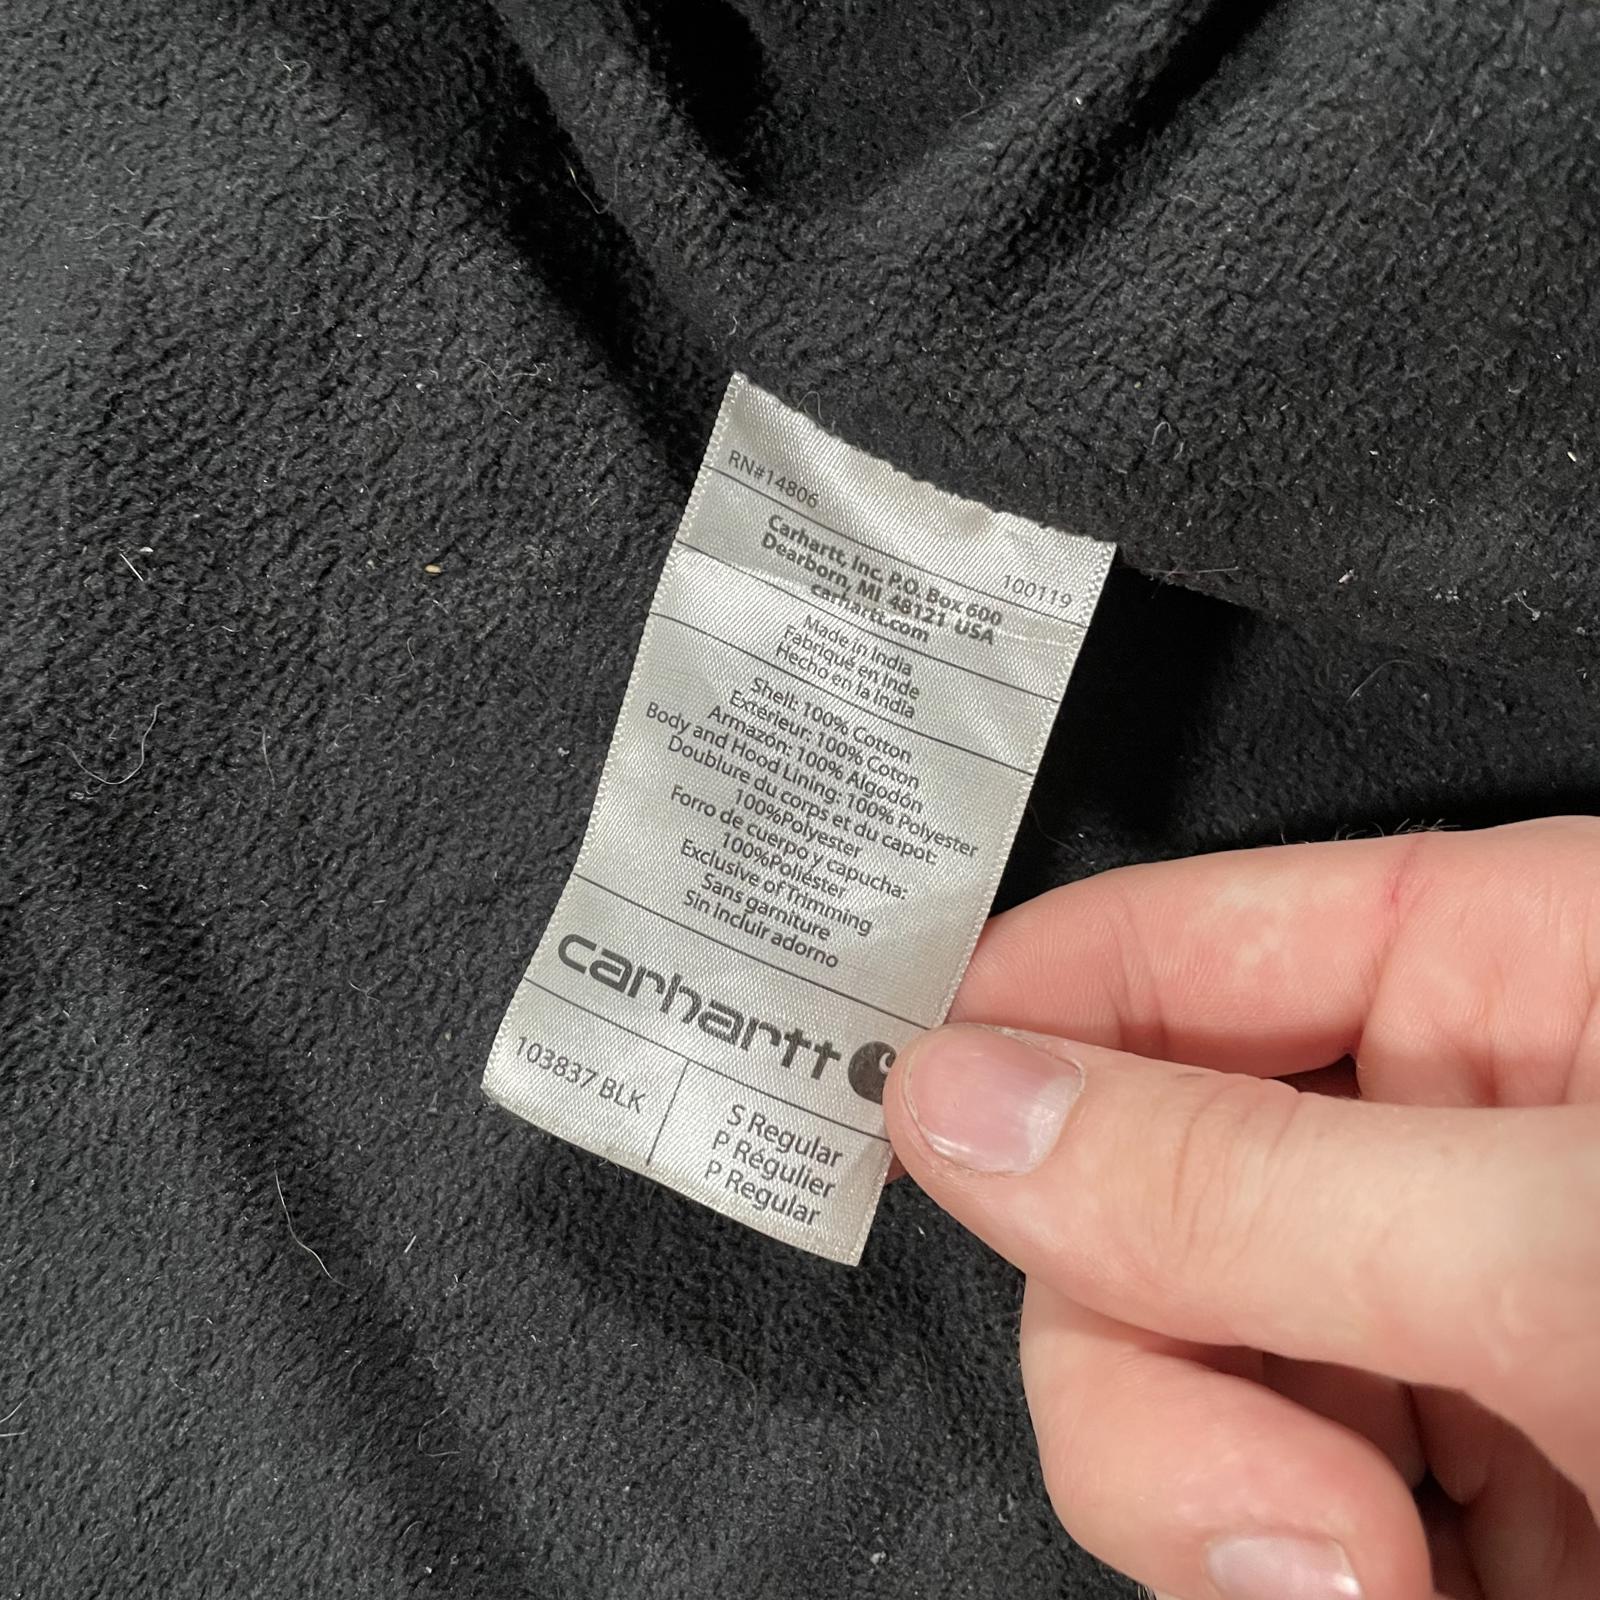 RN#14806
100119
Carhartt, Inc. P.O. Box 600
Dearborn, MI 48121 USA
carhartt.com
Made in India
Fabriqué en Inde
Hecho en la India
Shell: 100% Cotton
Extérieur: 100% Coton
Armazón: 100% Algodón
Body and Hood Lining: 100% Polyester
Doublure du corps et du capot:
100%Polyester
Forro de cuerpo y capucha:
100%Poliéster
Exclusive of Trimming
Sans garniture
Sin incluir adorno
carhartt
103837 BLK
S Regular
P Régulier
P Regular